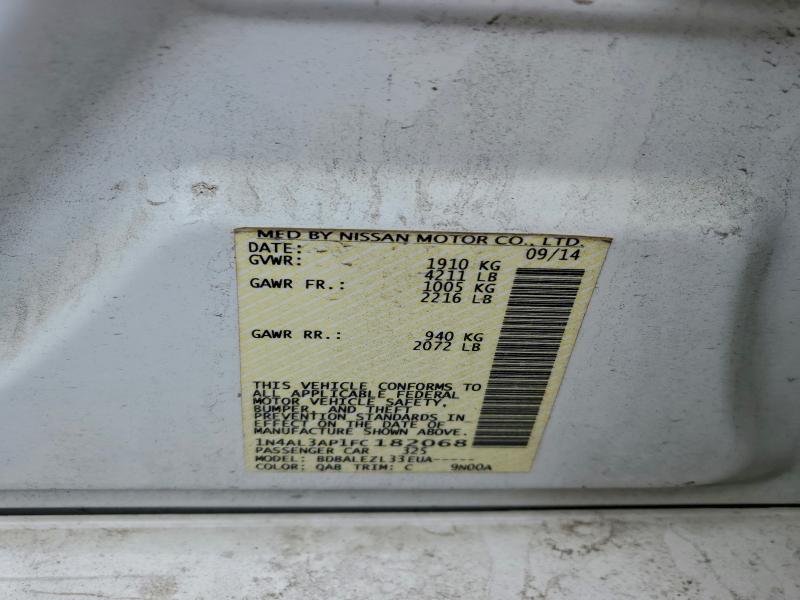 MFD BY NISSAN MOTOR CO., LTD.
DATE: 09/14
GVWR: 1910 KG
4211 LB
GAWR FR.: 1005 KG
2216 LB
GAWR RR.: 940 KG
2072 LB
THIS VEHICLE CONFORMS TO
ALL APPLICABLE FEDERAL
MOTOR VEHICLE SAFETY,
BUMPER, AND THEFT
PREVENTION STANDARDS IN
EFFECT ON THE DATE OF
MANUFACTURE SHOWN ABOVE.
1N4AL3AP1FC182068
PASSENGER CAR 325
MODEL: BDBALEZL33EUA-----
COLOR: QAB TRIM: C 9N00A